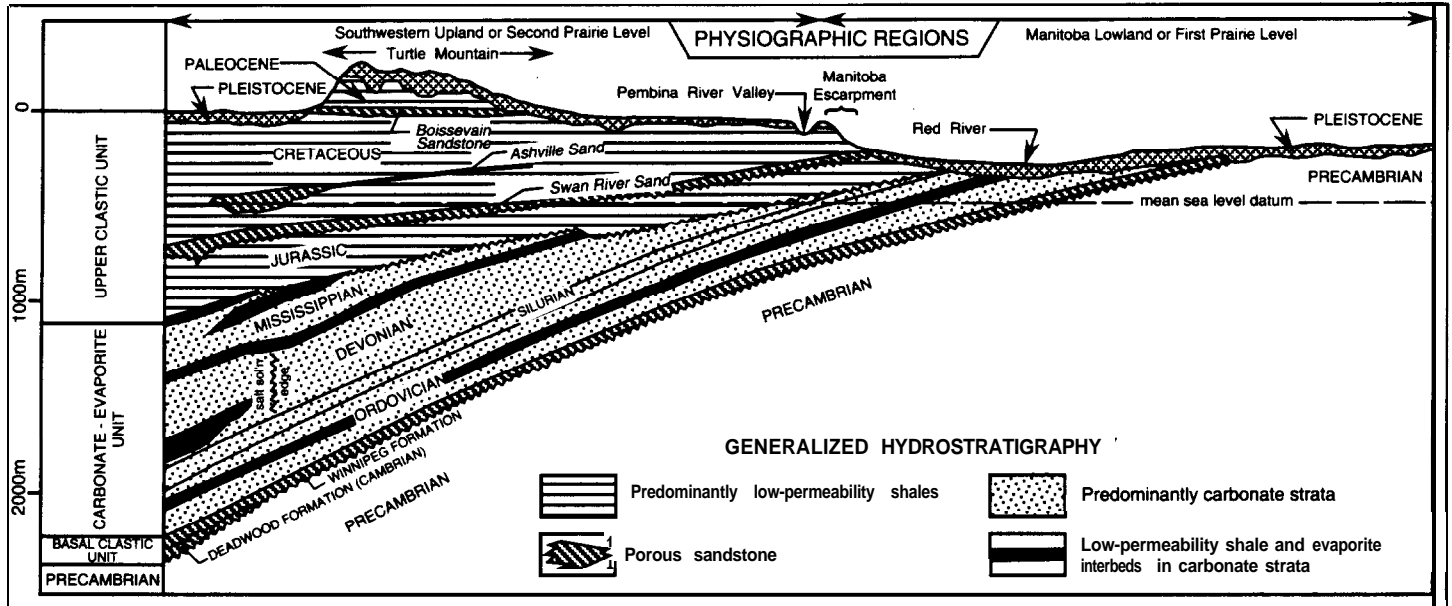 Southwestern Upland or Second Prairie Level
PHYSIOGRAPHIC REGIONS
Manitoba Lowland or First Prairie Level
Turtle Mountain
PALEOCENE
PLEISTOCENE
Pembina River Valley
Manitoba
Escarpment
Red River
PLEISTOCENE
0
1000m
2000m
UPPER CLASTIC UNIT
CARBONATE - EVAPORITE
UNIT
BASAL CLASTIC
UNIT
PRECAMBRIAN
Boissevain
Sandstone
CRETACEOUS
Ashville Sand
Swan River Sand
JURASSIC
PRECAMBRIAN
mean sea level datum
MISSISSIPPIAN
DEVONIAN
SILURIAN
salt sol'n
edge
ORDOVICIAN
PRECAMBRIAN
WINNIPEG FORMATION
DEADWOOD FORMATION (CAMBRIAN)
PRECAMBRIAN
GENERALIZED HYDROSTRATIGRAPHY
Predominantly low-permeability shales
Predominantly carbonate strata
Porous sandstone
Low-permeability shale and evaporite
interbeds in carbonate strata